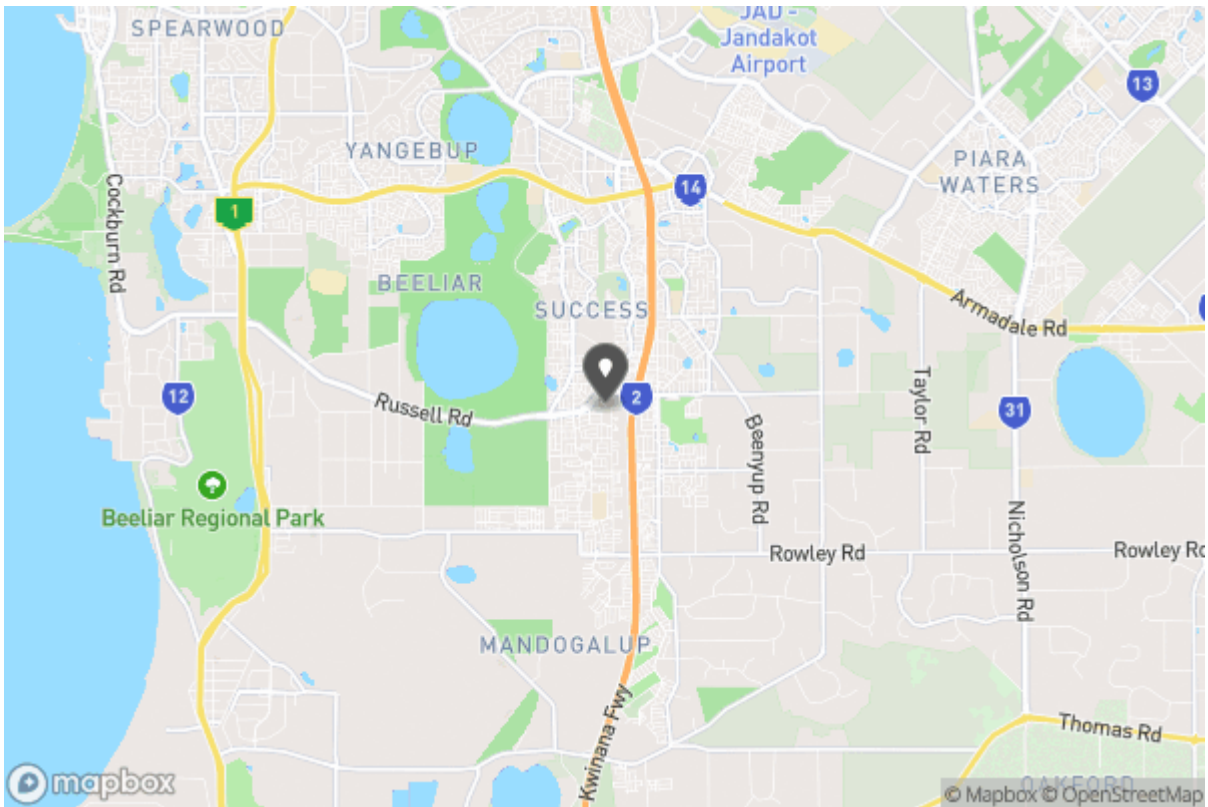 SPEARWOOD
JAD -
Jandakot
Airport
13
YANGEBUP
PIARA
WATERS
14
Cockburn Rd
1
BEELIAR
SUCCESS
Armadale Rd
12
Russell Rd
2
Taylor Rd
31
Beenyup Rd
Beeliar Regional Park
Nicholson Rd
Rowley Rd
Rowley Rd
MANDOGALUP
Kwinana Fwy
Thomas Rd
OAKFORD
mapbox
© Mapbox © OpenStreetMap